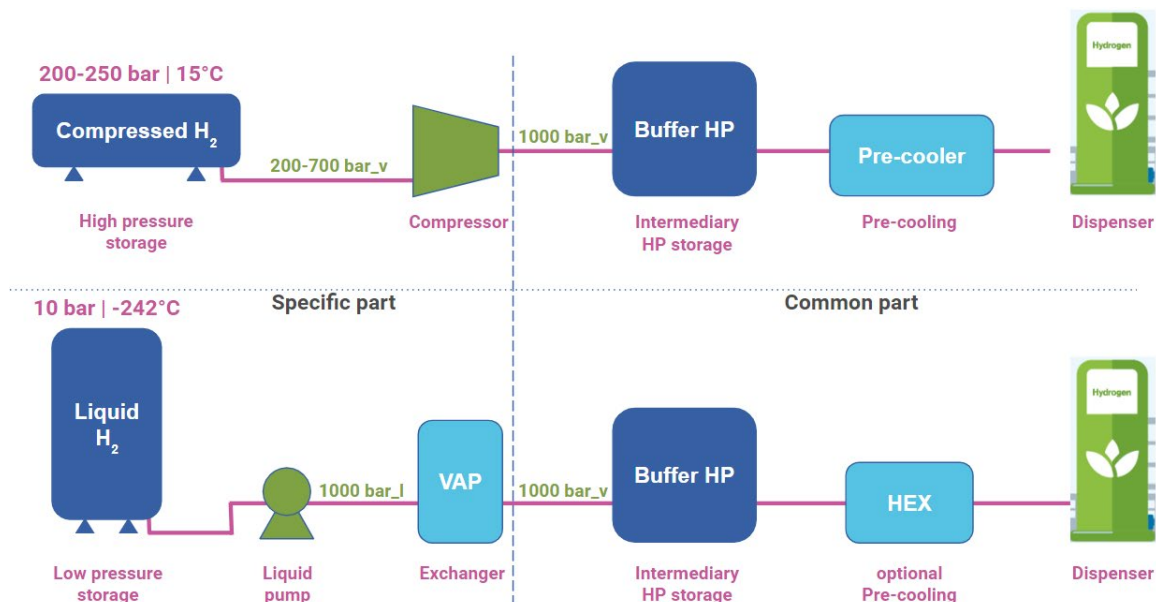 200-250 bar | 15°C
Compressed H2
200-700 bar_v
1000 bar_v
Buffer HP
Pre-cooler
Hydrogen
High pressure
storage
Compressor
Intermediary
HP storage
Pre-cooling
Dispenser
Specific part
Common part
10 bar | -242°C
Liquid
H2
1000 bar_l
VAP
1000 bar_v
Buffer HP
HEX
Hydrogen
Low pressure
storage
Liquid
pump
Exchanger
Intermediary
HP storage
optional
Pre-cooling
Dispenser